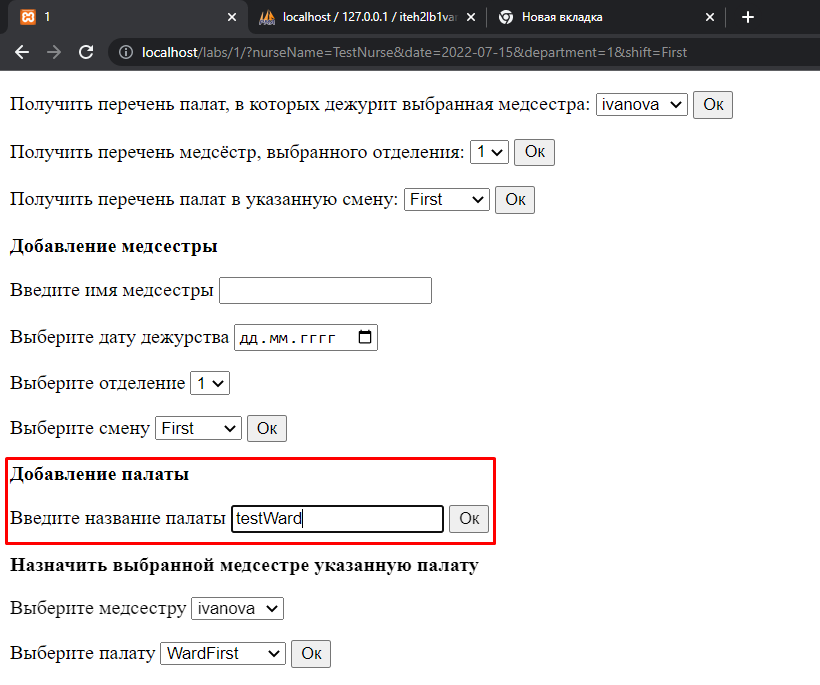 1
localhost / 127.0.0.1 / iteh2lb1var
Новая вкладка
localhost/labs/1/?nurseName=TestNurse&date=2022-07-15&department=1&shift=First
Получить перечень палат, в которых дежурит выбранная медсестра: ivanova Ок
Получить перечень медсёстр, выбранного отделения: 1 Ок
Получить перечень палат в указанную смену: First Ок
Добавление медсестры
Введите имя медсестры
Выберите дату дежурства дд.мм.гггг
Выберите отделение 1
Выберите смену First Ок
Добавление палаты
Введите название палаты testWard Ок
Назначить выбранной медсестре указанную палату
Выберите медсестру ivanova
Выберите палату WardFirst Ок